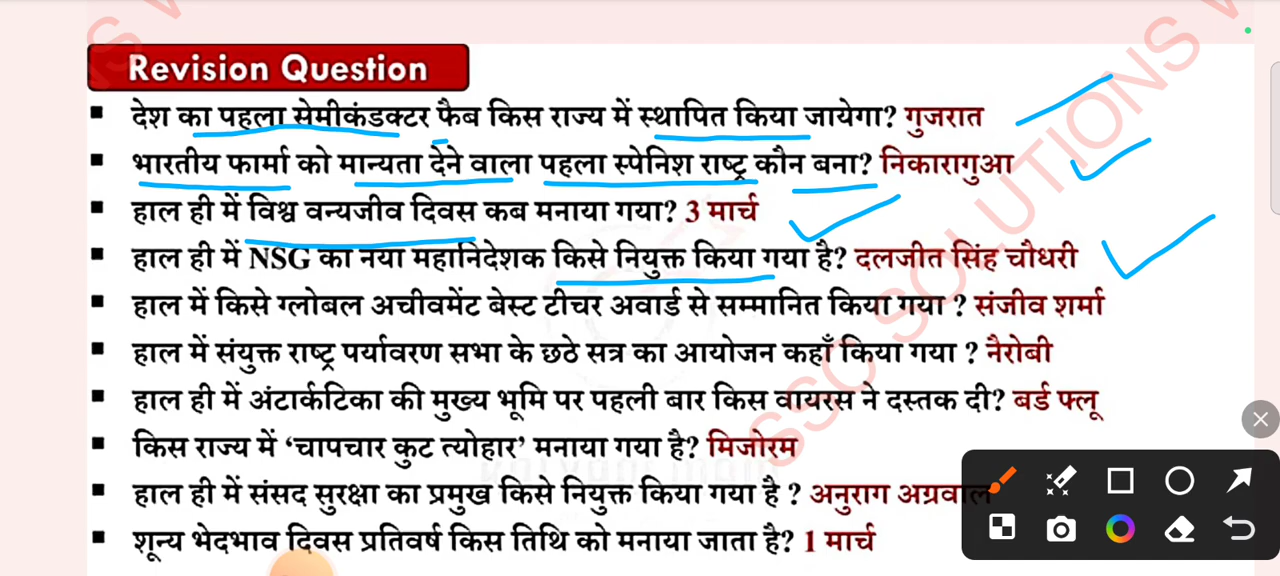 Revision Question
▪ देश का पहला सेमीकंडक्टर फैब किस राज्य में स्थापित किया जायेगा? गुजरात
▪ भारतीय फार्मा को मान्यता देने वाला पहला स्पेनिश राष्ट्र कौन बना? निकारागुआ
▪ हाल ही में विश्व वन्यजीव दिवस कब मनाया गया? 3 मार्च
▪ हाल ही में NSG का नया महानिदेशक किसे नियुक्त किया गया है? दलजीत सिंह चौधरी
▪ हाल में किसे ग्लोबल अचीवमेंट बेस्ट टीचर अवार्ड से सम्मानित किया गया ? संजीव शर्मा
▪ हाल में संयुक्त राष्ट्र पर्यावरण सभा के छठे सत्र का आयोजन कहाँ किया गया ? नैरोबी
▪ हाल ही में अंटार्कटिका की मुख्य भूमि पर पहली बार किस वायरस ने दस्तक दी? बर्ड फ्लू
▪ किस राज्य में ‘चापचार कुट त्योहार’ मनाया गया है? मिजोरम
▪ हाल ही में संसद सुरक्षा का प्रमुख किसे नियुक्त किया गया है ? अनुराग अग्रवाल
▪ शून्य भेदभाव दिवस प्रतिवर्ष किस तिथि को मनाया जाता है? 1 मार्च
SOLUTIONS